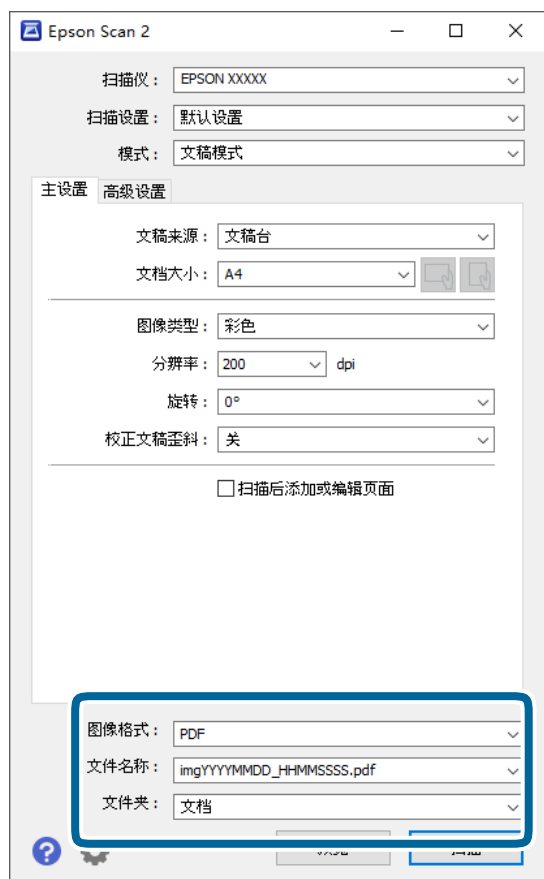 Epson Scan 2
扫描仪： EPSON XXXXX
扫描设置： 默认设置
模式： 文稿模式
主设置 高级设置
文稿来源： 文稿台
文档大小： A4
图像类型： 彩色
分辨率： 200 dpi
旋转： 0°
校正文稿歪斜： 关
扫描后添加或编辑页面
图像格式： PDF
文件名称： imgYYYYMMDD_HHMMSSSS.pdf
文件夹： 文档
?